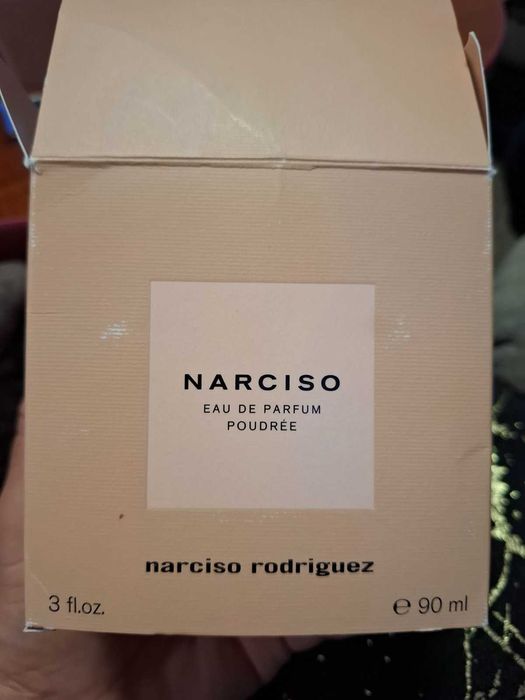 NARCISO
EAU DE PARFUM
POUDRÉE
narciso rodriguez
3 fl.oz. ℮ 90 ml